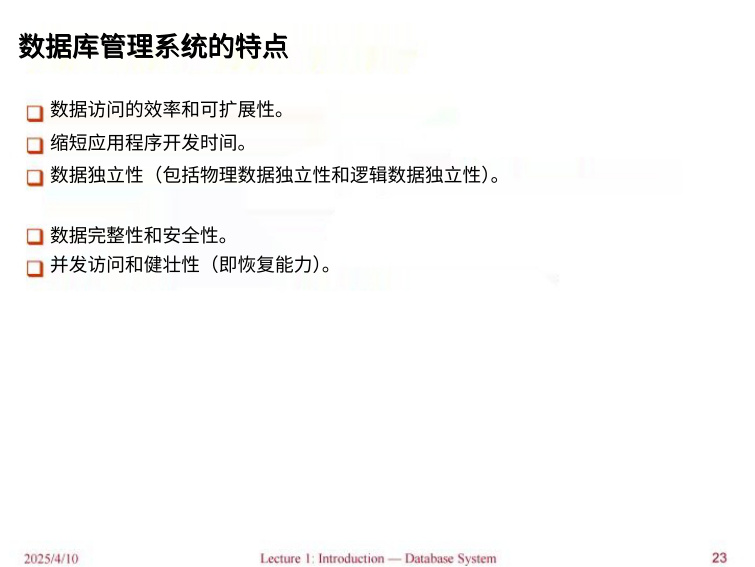 数据库管理系统的特点
数据访问的效率和可扩展性。
缩短应用程序开发时间。
数据独立性（包括物理数据独立性和逻辑数据独立性）。
数据完整性和安全性。
并发访问和健壮性（即恢复能力）。
2025/4/10 Lecture 1: Introduction — Database System 23